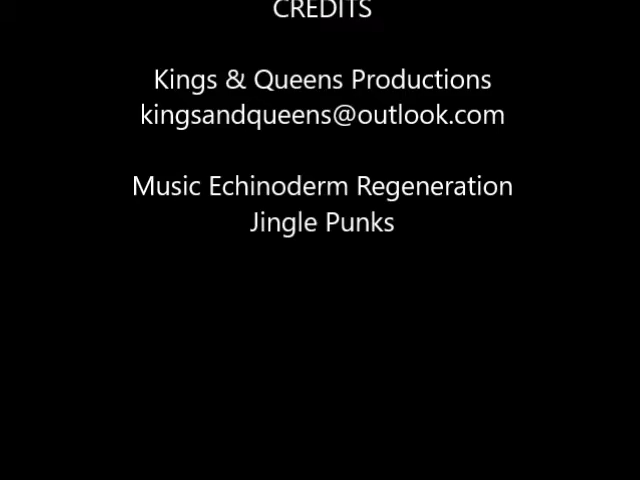 CREDITS
Kings & Queens Productions
kingsandqueens@outlook.com
Music Echinoderm Regeneration
Jingle Punks